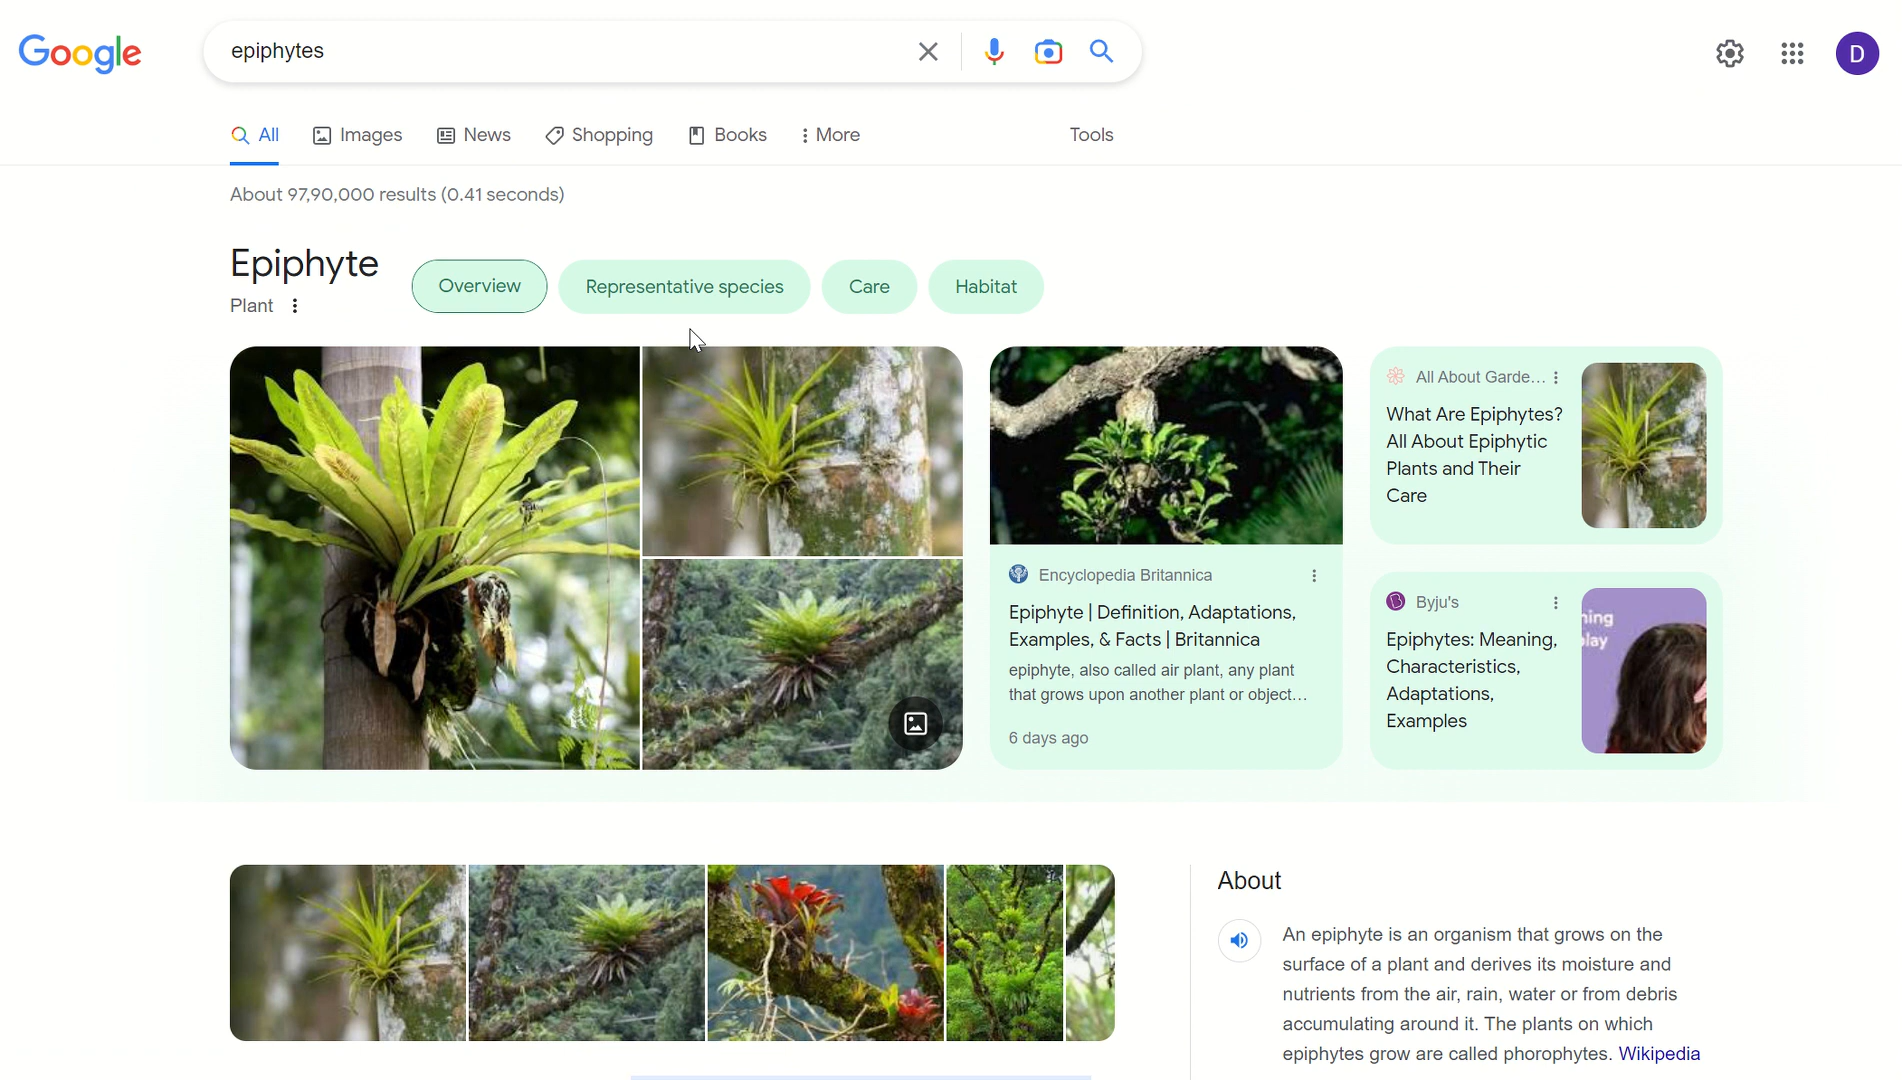 Google
epiphytes
D
All Images News Shopping Books More Tools
About 97,90,000 results (0.41 seconds)
Epiphyte
Plant
Overview Representative species Care Habitat
Encyclopedia Britannica
Epiphyte | Definition, Adaptations,
Examples, & Facts | Britannica
epiphyte, also called air plant, any plant
that grows upon another plant or object...
6 days ago
All About Garde...
What Are Epiphytes?
All About Epiphytic
Plants and Their
Care
Byju's
Epiphytes: Meaning,
Characteristics,
Adaptations,
Examples
ning
lay
About
An epiphyte is an organism that grows on the
surface of a plant and derives its moisture and
nutrients from the air, rain, water or from debris
accumulating around it. The plants on which
epiphytes grow are called phorophytes. Wikipedia